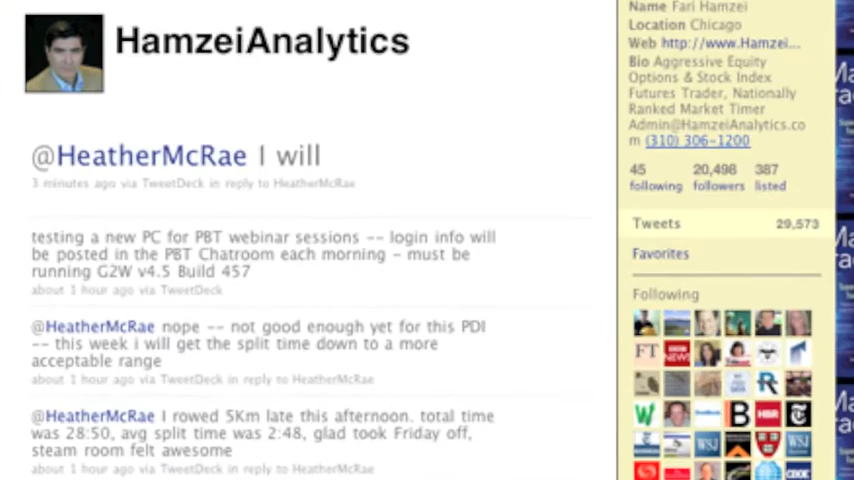 HamzeiAnalytics
@HeatherMcRae I will
3 minutes ago via TweetDeck in reply to HeatherMcRae
testing a new PC for PBT webinar sessions -- login info will
be posted in the PBT Chatroom each morning - must be
running G2W v4.5 Build 457
about 1 hour ago via TweetDeck
@HeatherMcRae nope -- not good enough yet for this PDI
-- this week i will get the split time down to a more
acceptable range
about 1 hour ago via TweetDeck in reply to HeatherMcRae
@HeatherMcRae I rowed 5Km late this afternoon. total time
was 28:50, avg split time was 2:48, glad took Friday off,
steam room felt awesome
about 1 hour ago via TweetDeck in reply to HeatherMcRae
Name Fari Hamzei
Location Chicago
Web http://www.Hamzei...
Bio Aggressive Equity
Options & Stock Index
Futures Trader, Nationally
Ranked Market Timer
Admin@HamzeiAnalytics.co
m (310) 306-1200
45 20,498 387
following followers listed
Tweets 29,573
Favorites
Following
FT
NEWS
R
W
B
HBR
WSJ
WSJ
CBOE